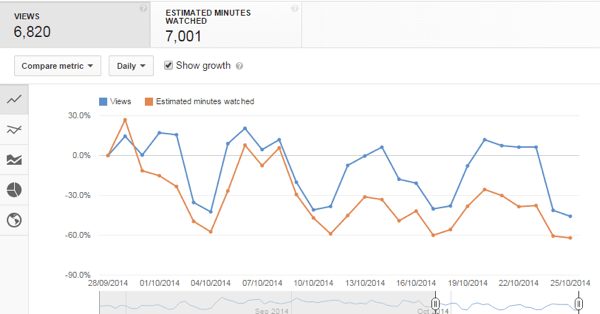 VIEWS
6,820
ESTIMATED MINUTES
WATCHED
7,001
Compare metric
Daily
Show growth
Views
Estimated minutes watched
30.0%
0.0%
-30.0%
-60.0%
-90.0%
28/09/2014 01/10/2014 04/10/2014 07/10/2014 10/10/2014 13/10/2014 16/10/2014 19/10/2014 22/10/2014 25/10/2014
Sep 2014